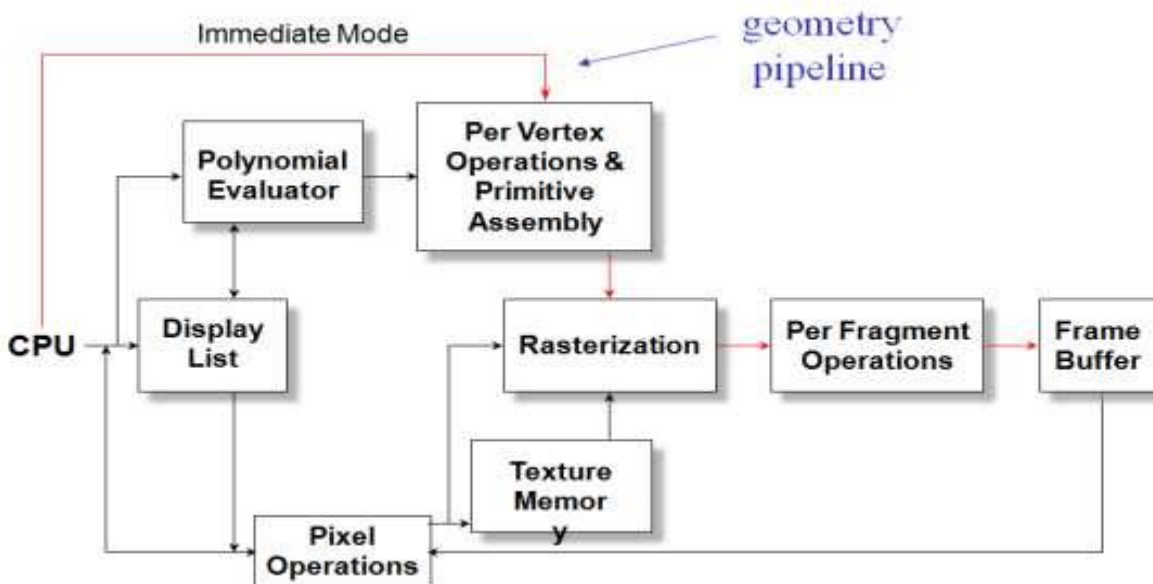 Immediate Mode
geometry
pipeline
Polynomial
Evaluator
Per Vertex
Operations &
Primitive
Assembly
CPU
Display
List
Rasterization
Per Fragment
Operations
Frame
Buffer
Texture
Memor
y
Pixel
Operations